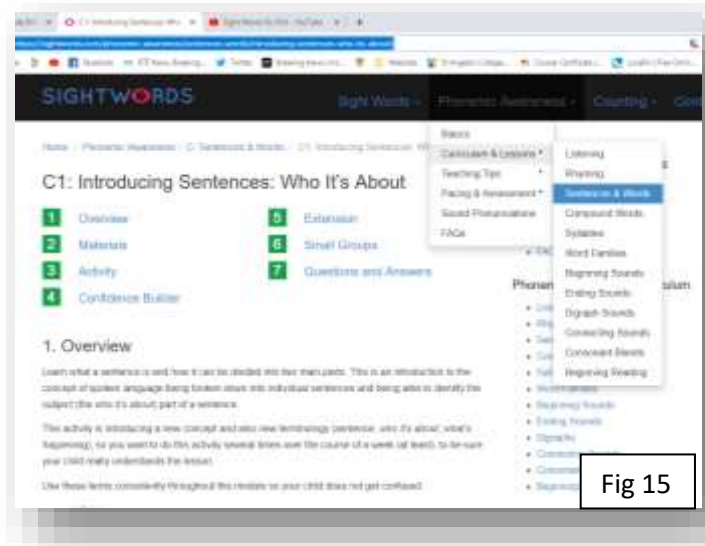 C1: Introducing Sentences: Who It's
SIGHTWORDS
Sight Words
Phonemic Awareness
Counting
Home
Phonemic Awareness
C: Sentences & Words
C1: Introducing Sentences: Wh
Basics
Curriculum & Lessons
Teaching Tips
Pacing & Assessment
Sound Pronunciations
FAQs
Listening
Rhyming
Sentences & Words
Compound Words
Syllables
Word Families
Beginning Sounds
Ending Sounds
Digraph Sounds
Connecting Sounds
Consonant Blends
Beginning Reading
C1: Introducing Sentences: Who It's About
1 Overview
2 Materials
3 Activity
4 Confidence Builder
5 Extension
6 Small Groups
7 Questions and Answers
1. Overview
Learn what a sentence is and how it can be divided into two main parts. This is an introduction to the
concept of spoken language being broken down into individual sentences and being able to identify the
subject (the who it's about) part of a sentence.
This activity is introducing a new concept and also new terminology (sentence, who it's about, what's
happening), so you want to do this activity several times over the course of a week (at least), to be sure
your child really understands the lesson.
Use these terms consistently throughout the module so your child does not get confused.
Beginning Sounds
Ending Sounds
Digraphs
Fig 15